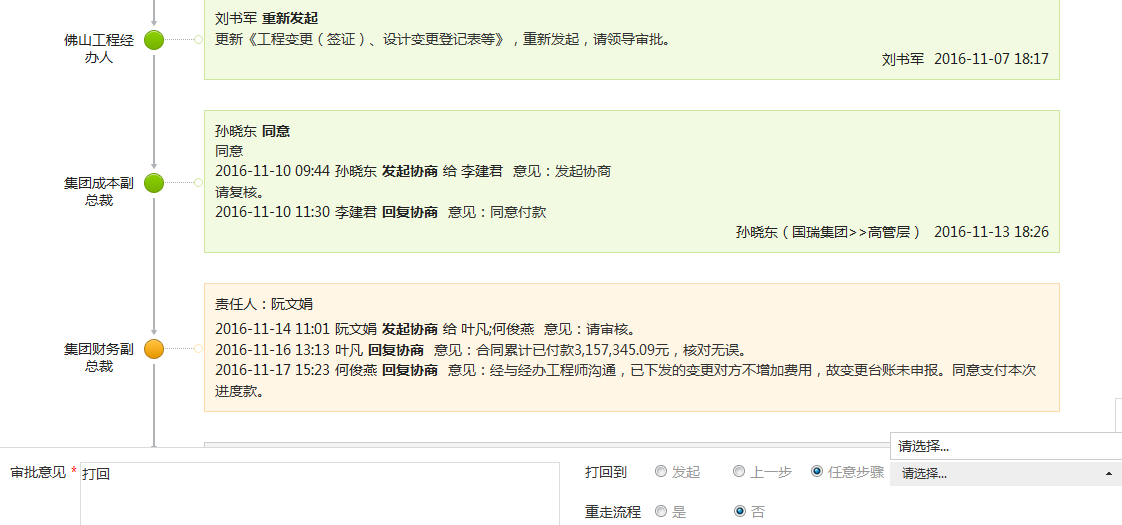 刘书军 重新发起
佛山工程经
办人
更新《工程变更（签证）、设计变更登记表等》，重新发起，请领导审批。
刘书军 2016-11-07 18:17
孙晓东 同意
同意
集团成本副
总裁
2016-11-10 09:44 孙晓东 发起协商 给 李建君 意见：发起协商
请复核。
2016-11-10 11:30 李建君 回复协商 意见：同意付款
孙晓东（国瑞集团>>高管层） 2016-11-13 18:26
责任人：阮文娟
集团财务副
总裁
2016-11-14 11:01 阮文娟 发起协商 给 叶凡;何俊燕 意见：请审核。
2016-11-16 13:13 叶凡 回复协商 意见：合同累计已付款3,157,345.09元，核对无误。
2016-11-17 15:23 何俊燕 回复协商 意见：经与经办工程师沟通，已下发的变更对方不增加费用，故变更台账未申报。同意支付本次
进度款。
请选择...
审批意见 * 打回
打回到 发起 上一步 任意步骤 请选择...
重走流程 是 否